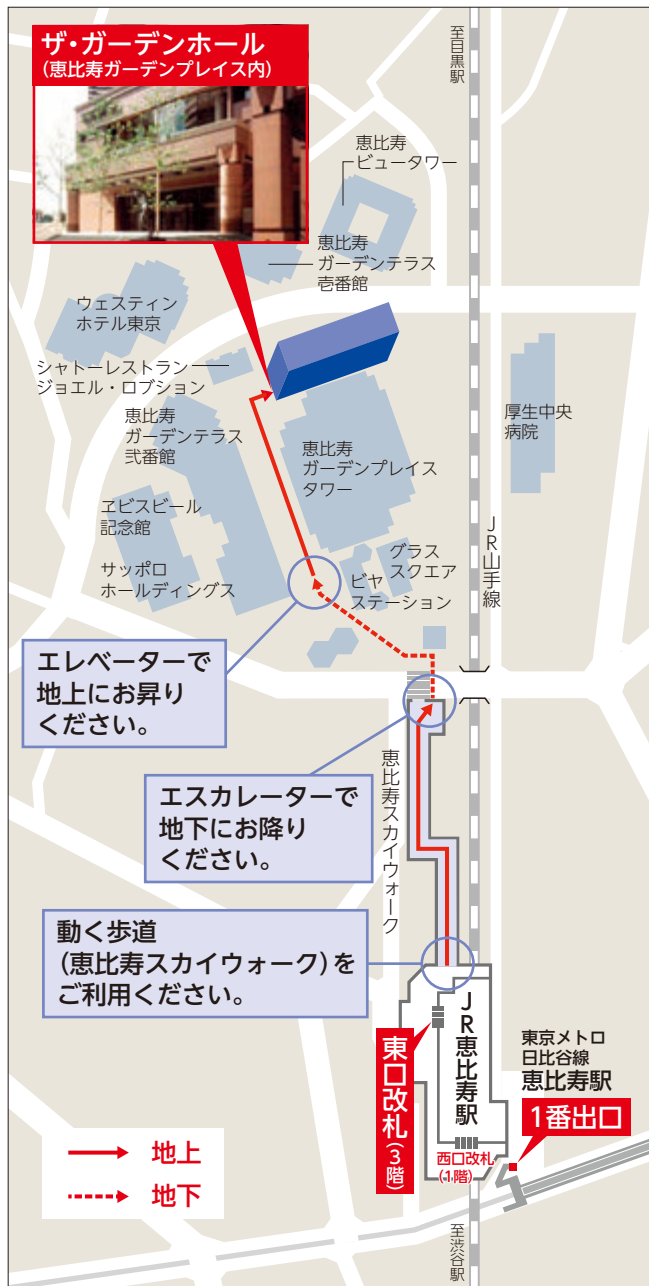 ザ・ガーデンホール
(恵比寿ガーデンプレイス内)
至目黒駅
恵比寿
ビュータワー
恵比寿
ガーデンテラス
壱番館
ウェスティン
ホテル東京
シャトーレストラン
ジョエル・ロブション
恵比寿
ガーデンテラス
弐番館
恵比寿
ガーデンプレイス
タワー
厚生中央
病院
ヱビスビール
記念館
サッポロ
ホールディングス
グラス
スクエア
ビヤ
ステーション
JR山手線
エレベーターで
地上にお昇り
ください。
エスカレーターで
地下にお降り
ください。
恵比寿スカイウォーク
動く歩道
(恵比寿スカイウォーク)を
ご利用ください。
JR恵比寿駅
東口改札(3階)
西口改札
(1階)
東京メトロ
日比谷線
恵比寿駅
1番出口
地上
地下
至渋谷駅